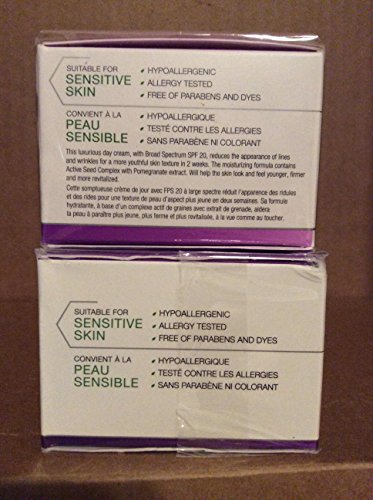 SUITABLE FOR
SENSITIVE
SKIN
• HYPOALLERGENIC
• ALLERGY TESTED
• FREE OF PARABENS AND DYES
CONVIENT À LA
PEAU
SENSIBLE
• HYPOALLERGIQUE
• TESTÉ CONTRE LES ALLERGIES
• SANS PARABÈNE NI COLORANT
This luxurious day cream, with Broad Spectrum SPF 20, reduces the appearance of lines
and wrinkles for a more youthful skin texture in 2 weeks. The moisturizing formula contains
Active Seed Complex with Pomegranate extract. Will help the skin look and feel younger, firmer
and more revitalized.
Cette somptueuse crème de jour avec FPS 20 à large spectre réduit l'apparence des ridules
et des rides pour une texture de peau d'aspect plus jeune en deux semaines. Sa formule
hydratante, à base d'un complexe actif de graines avec extrait de grenade, aidera
la peau à paraître plus jeune, plus ferme et plus revitalisée, à la vue comme au toucher.
SUITABLE FOR
SENSITIVE
SKIN
• HYPOALLERGENIC
• ALLERGY TESTED
• FREE OF PARABENS AND DYES
CONVIENT À LA
PEAU
SENSIBLE
• HYPOALLERGIQUE
• TESTÉ CONTRE LES ALLERGIES
• SANS PARABÈNE NI COLORANT